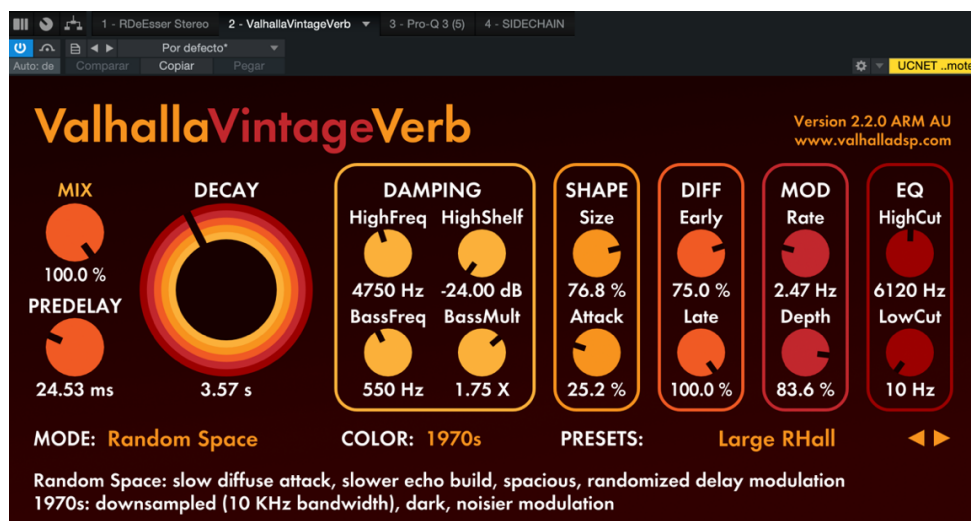 1 - RDeEsser Stereo 2 - ValhallaVintageVerb 3 - Pro-Q 3 (5) 4 - SIDECHAIN
Por defecto*
Auto: de Comparar Copiar Pegar UCNET ..mote
ValhallaVintageVerb
Version 2.2.0 ARM AU
www.valhalladsp.com
MIX DECAY DAMPING SHAPE DIFF MOD EQ
HighFreq HighShelf Size Early Rate HighCut
100.0 % 4750 Hz -24.00 dB 76.8 % 75.0 % 2.47 Hz 6120 Hz
PREDELAY BassFreq BassMult Attack Late Depth LowCut
24.53 ms 3.57 s 550 Hz 1.75 X 25.2 % 100.0 % 83.6 % 10 Hz
MODE: Random Space COLOR: 1970s PRESETS: Large RHall
Random Space: slow diffuse attack, slower echo build, spacious, randomized delay modulation
1970s: downsampled (10 KHz bandwidth), dark, noisier modulation